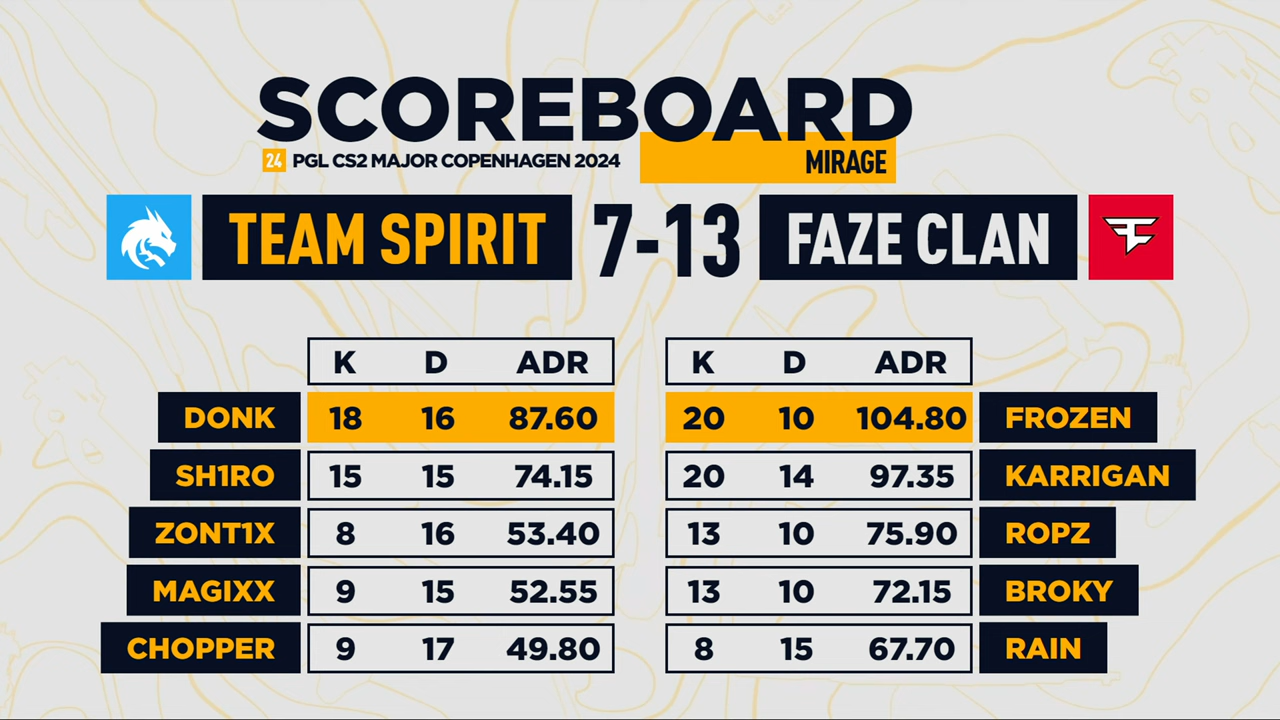 SCOREBOARD
24 PGL CS2 MAJOR COPENHAGEN 2024 MIRAGE
TEAM SPIRIT 7-13 FAZE CLAN
K D ADR K D ADR
DONK 18 16 87.60 20 10 104.80 FROZEN
SH1RO 15 15 74.15 20 14 97.35 KARRIGAN
ZONT1X 8 16 53.40 13 10 75.90 ROPZ
MAGIXX 9 15 52.55 13 10 72.15 BROKY
CHOPPER 9 17 49.80 8 15 67.70 RAIN